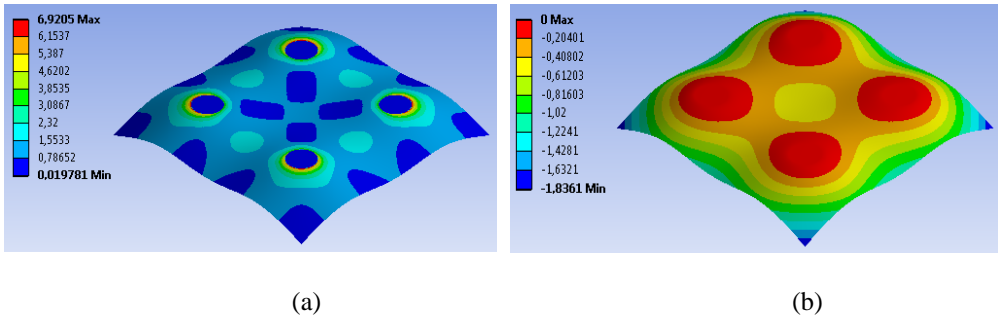 6,9205 Max
6,1537
5,387
4,6202
3,8535
3,0867
2,32
1,5533
0,78652
0,019781 Min
0 Max
-0,20401
-0,40802
-0,61203
-0,81603
-1,02
-1,2241
-1,4281
-1,6321
-1,8361 Min
(a)
(b)